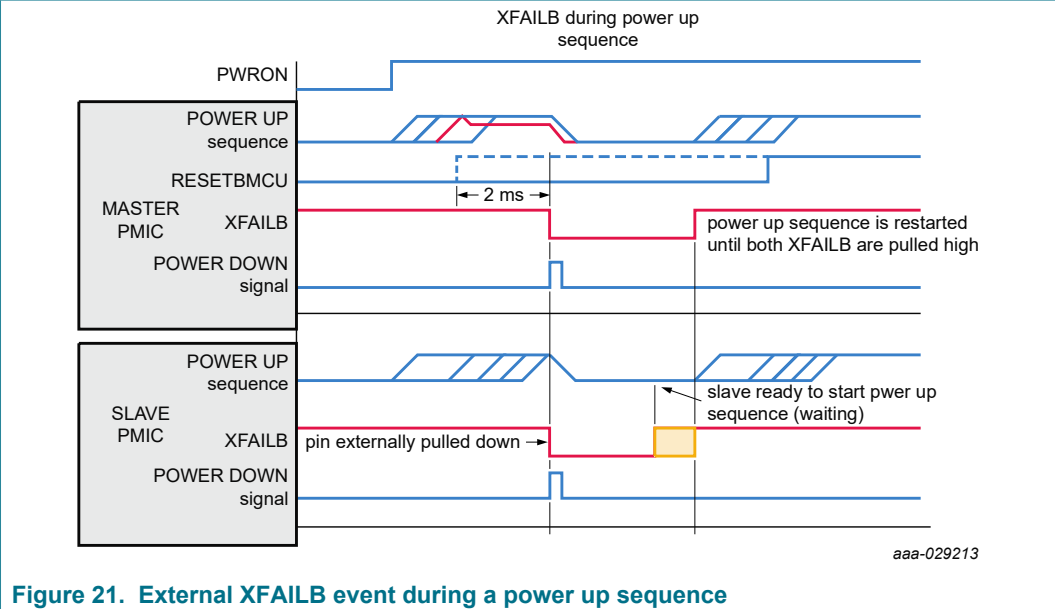 XFAILB during power up
sequence
PWRON
POWER UP
sequence
RESETBMCU
2 ms
MASTER
PMIC
XFAILB
power up sequence is restarted
until both XFAILB are pulled high
POWER DOWN
signal
POWER UP
sequence
slave ready to start pwer up
sequence (waiting)
SLAVE
PMIC
XFAILB
pin externally pulled down
POWER DOWN
signal
aaa-029213
Figure 21. External XFAILB event during a power up sequence